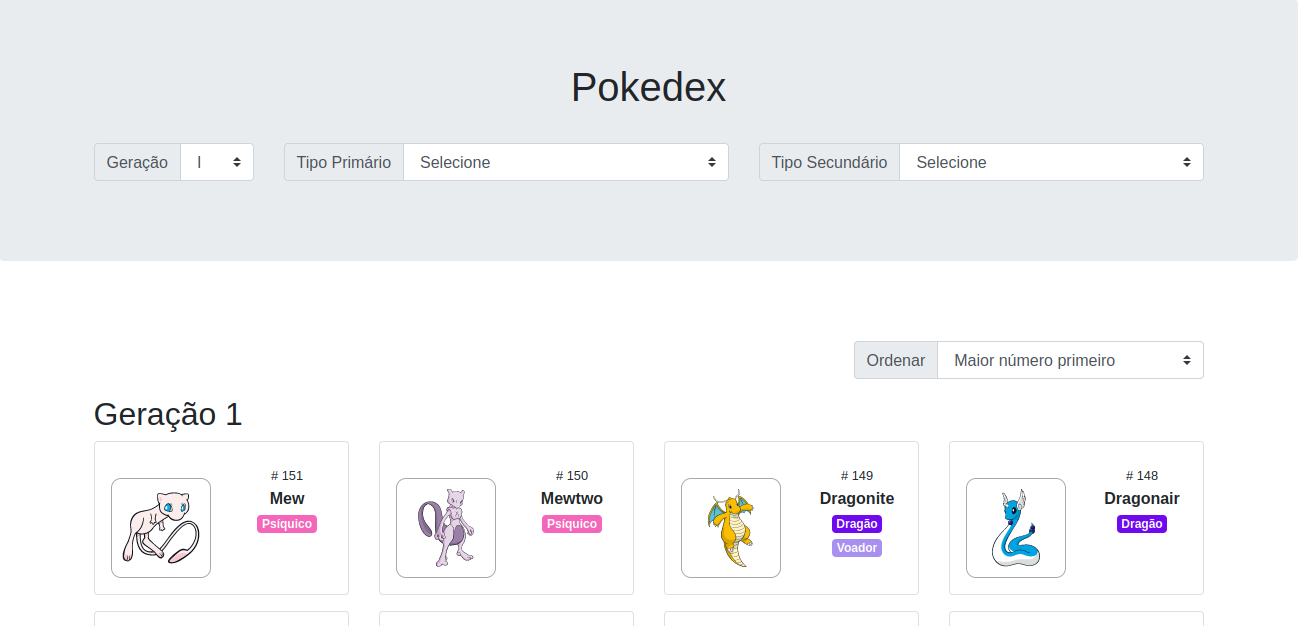 Pokedex
Geração I
Tipo Primário Selecione
Tipo Secundário Selecione
Ordenar Maior número primeiro
Geração 1
# 151
Mew
Psíquico
# 150
Mewtwo
Psíquico
# 149
Dragonite
Dragão
Voador
# 148
Dragonair
Dragão